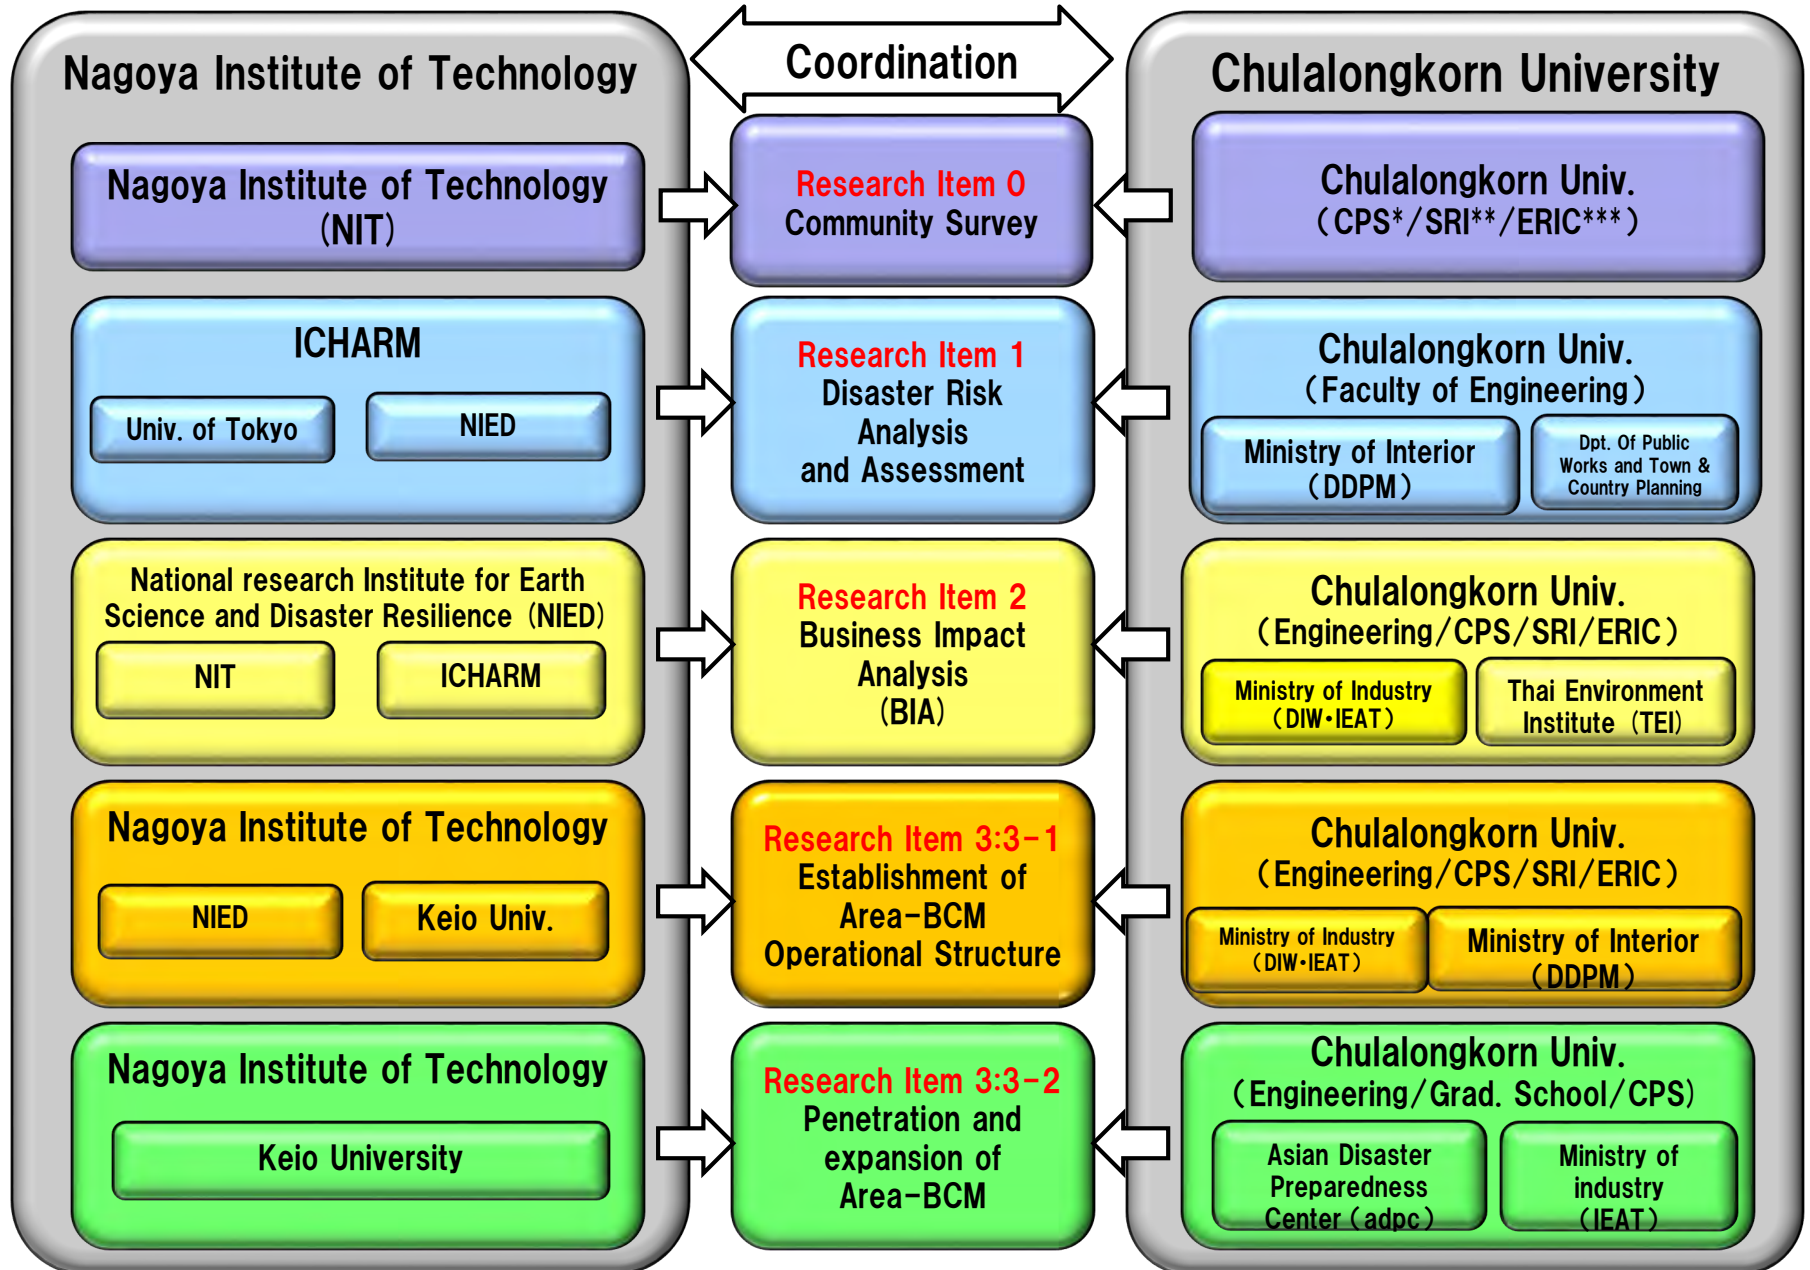 Nagoya Institute of Technology
Coordination
Chulalongkorn University
Nagoya Institute of Technology
(NIT)
Research Item 0
Community Survey
Chulalongkorn Univ.
(CPS*/SRI**/ERIC***)
ICHARM
Univ. of Tokyo
NIED
Research Item 1
Disaster Risk
Analysis
and Assessment
Chulalongkorn Univ.
(Faculty of Engineering)
Ministry of Interior
(DDPM)
Dpt. Of Public
Works and Town &
Country Planning
National research Institute for Earth
Science and Disaster Resilience (NIED)
NIT
ICHARM
Research Item 2
Business Impact
Analysis
(BIA)
Chulalongkorn Univ.
(Engineering/CPS/SRI/ERIC)
Ministry of Industry
(DIW・IEAT)
Thai Environment
Institute (TEI)
Nagoya Institute of Technology
NIED
Keio Univ.
Research Item 3:3-1
Establishment of
Area-BCM
Operational Structure
Chulalongkorn Univ.
(Engineering/CPS/SRI/ERIC)
Ministry of Industry
(DIW・IEAT)
Ministry of Interior
(DDPM)
Nagoya Institute of Technology
Keio University
Research Item 3:3-2
Penetration and
expansion of
Area-BCM
Chulalongkorn Univ.
(Engineering/Grad. School/CPS)
Asian Disaster
Preparedness
Center(adpc)
Ministry of
industry
(IEAT)